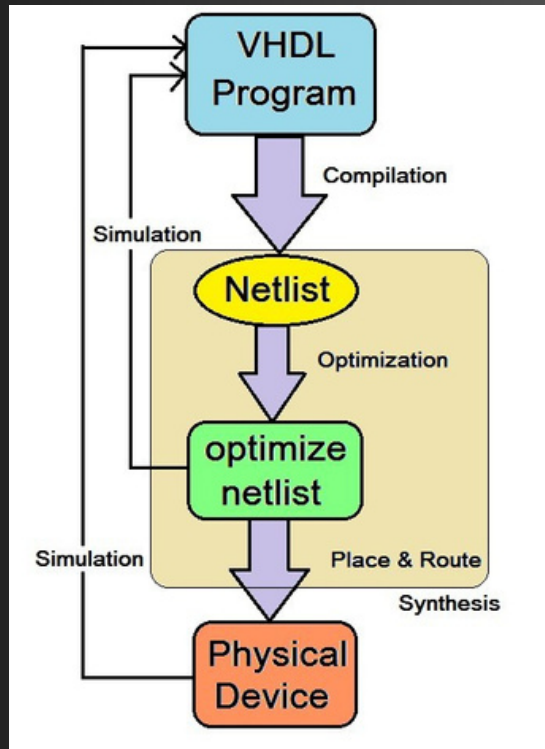 VHDL
Program
Compilation
Simulation
Netlist
Optimization
optimize
netlist
Simulation
Place & Route
Synthesis
Physical
Device